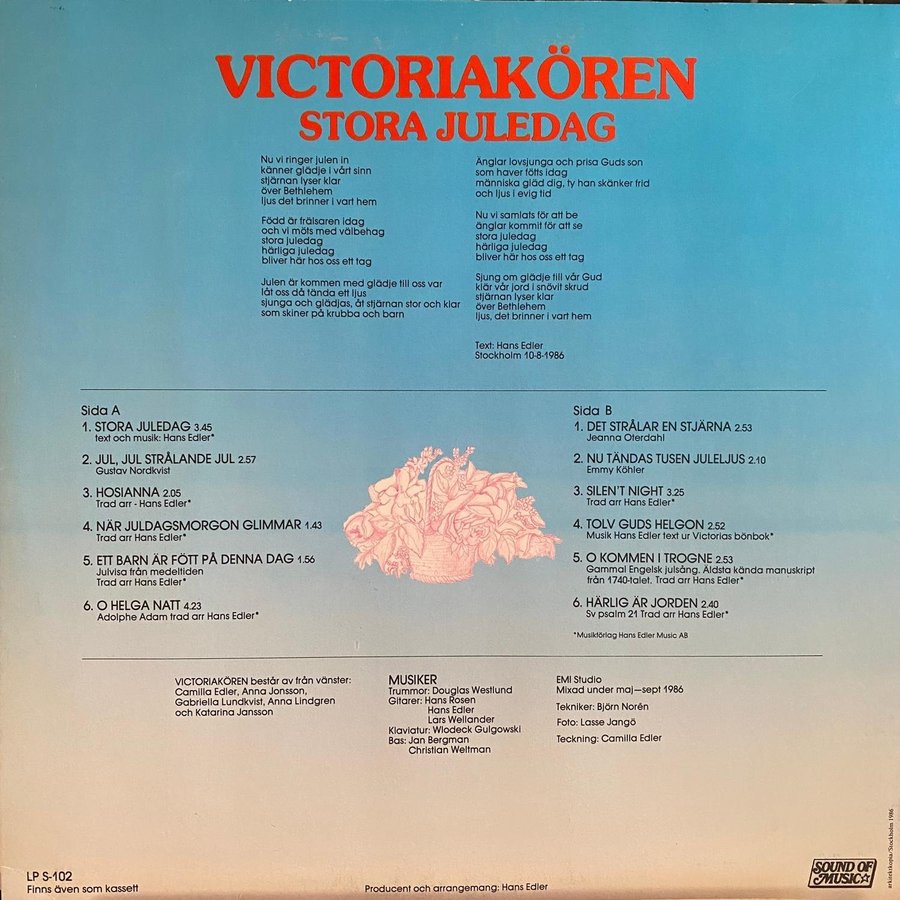 VICTORIAKÖREN
STORA JULEDAG
Nu vi ringer julen in
känner glädje i vårt sinn
stjärnan lyser klar
över Bethlehem
ljus det brinner i vart hem
Född är frälsaren idag
och vi möts med välbehag
stora juledag
härliga juledag
bliver här hos oss ett tag
Julen är kommen med glädje till oss var
låt oss då tända ett ljus
sjunga och glädjas, åt stjärnan stor och klar
som skiner på krubba och barn
Änglar lovsjunga och prisa Guds son
som haver fötts idag
människa gläd dig, ty han skänker frid
och ljus i evig tid
Nu vi samlats för att be
änglar kommit för att se
stora juledag
härliga juledag
bliver här hos oss ett tag
Sjung om glädje till vår Gud
klär vår jord i snövit skrud
stjärnan lyser klar
över Bethlehem
ljus, det brinner i vart hem
Text: Hans Edler
Stockholm 10-8-1986
Sida A
1. STORA JULEDAG 3.45
text och musik: Hans Edler*
2. JUL, JUL STRÅLANDE JUL 2.57
Gustav Nordkvist
3. HOSIANNA 2.05
Trad arr - Hans Edler*
4. NÄR JULDAGSMORGON GLIMMAR 1.43
Trad arr Hans Edler*
5. ETT BARN ÄR FÖTT PÅ DENNA DAG 1.56
Julvisa från medeltiden
Trad arr Hans Edler*
6. O HELGA NATT 4.23
Adolphe Adam trad arr Hans Edler*
Sida B
1. DET STRÅLAR EN STJÄRNA 2.53
Jeanna Oterdahl
2. NU TÄNDAS TUSEN JULELJUS 2.10
Emmy Köhler
3. SILEN'T NIGHT 3.25
Trad arr Hans Edler*
4. TOLV GUDS HELGON 2.52
Musik Hans Edler text ur Victorias bönbok*
5. O KOMMEN I TROGNE 2.53
Gammal Engelsk julsång. Äldsta kända manuskript
från 1740-talet. Trad arr Hans Edler*
6. HÄRLIG ÄR JORDEN 2.40
Sv psalm 21 Trad arr Hans Edler*
*Musikförlag Hans Edler Music AB
VICTORIAKÖREN består av från vänster:
Camilla Edler, Anna Jonsson,
Gabriella Lundkvist, Anna Lindgren
och Katarina Jansson
MUSIKER
Trummor: Douglas Westlund
Gitarer: Hans Rosen
Hans Edler
Lars Wellander
Klaviatur: Wlodeck Gulgowski
Bas: Jan Bergman
Christian Weltman
EMI Studio
Mixad under maj—sept 1986
Tekniker: Björn Norén
Foto: Lasse Jangö
Teckning: Camilla Edler
LP S-102
Finns även som kassett
Producent och arrangemang: Hans Edler
SOUND OF
MUSIC
arkitektkopia/Stockholm 1986